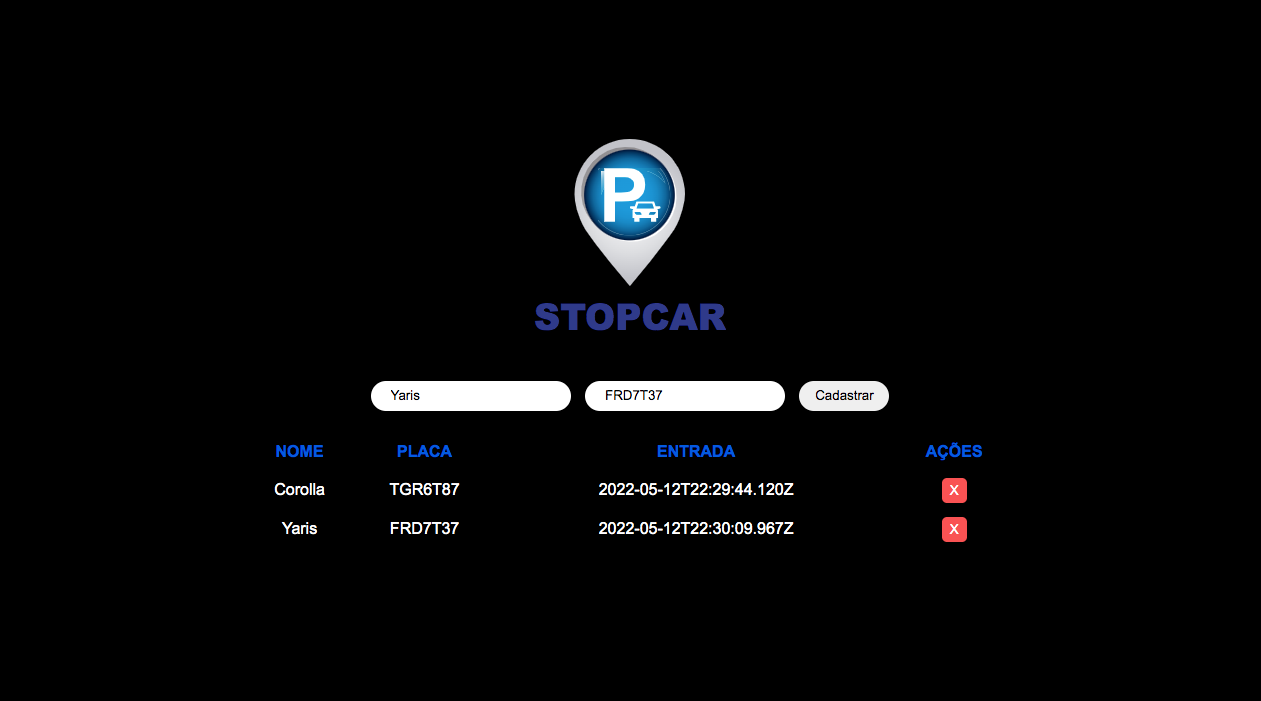 P
STOPCAR
Yaris FRD7T37 Cadastrar
NOME PLACA ENTRADA AÇÕES
Corolla TGR6T87 2022-05-12T22:29:44.120Z X
Yaris FRD7T37 2022-05-12T22:30:09.967Z X